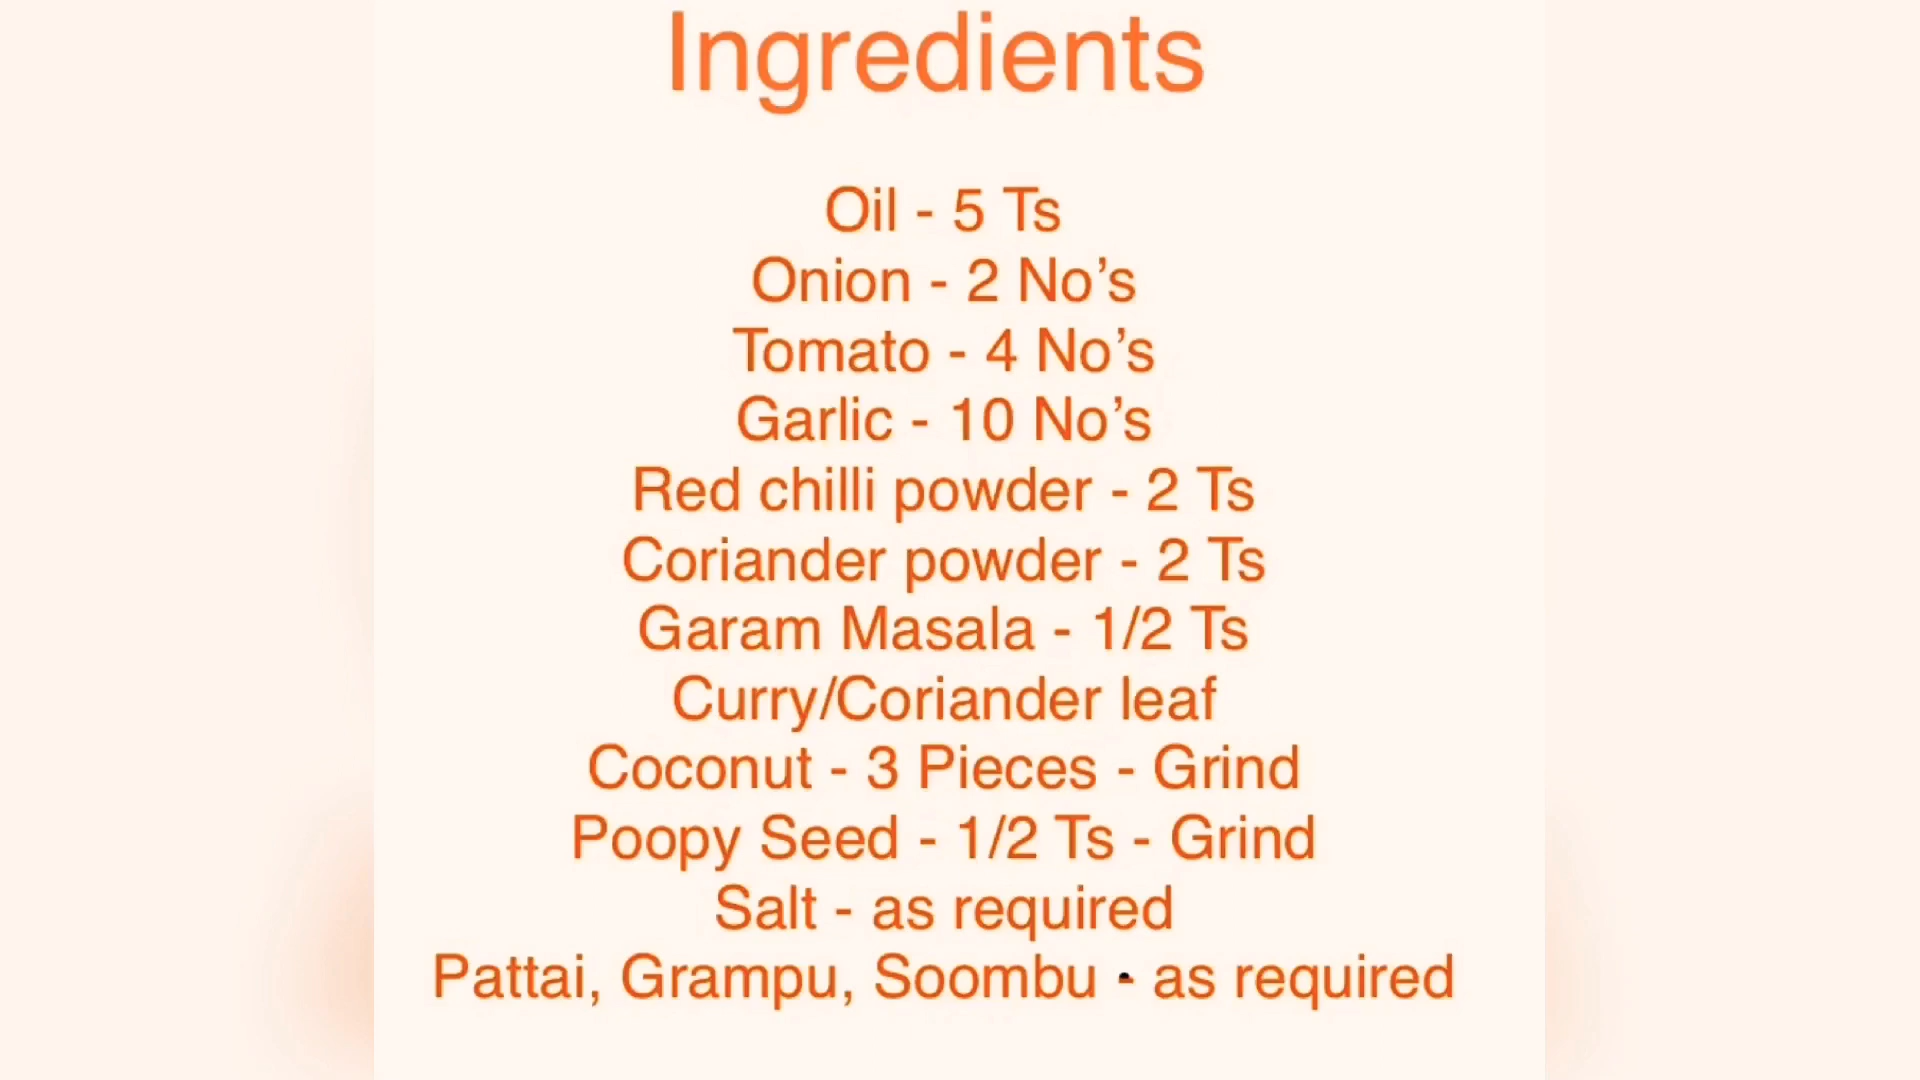 Ingredients
Oil - 5 Ts
Onion - 2 No’s
Tomato - 4 No’s
Garlic - 10 No’s
Red chilli powder - 2 Ts
Coriander powder - 2 Ts
Garam Masala - 1/2 Ts
Curry/Coriander leaf
Coconut - 3 Pieces - Grind
Poopy Seed - 1/2 Ts - Grind
Salt - as required
Pattai, Grampu, Soombu - as required